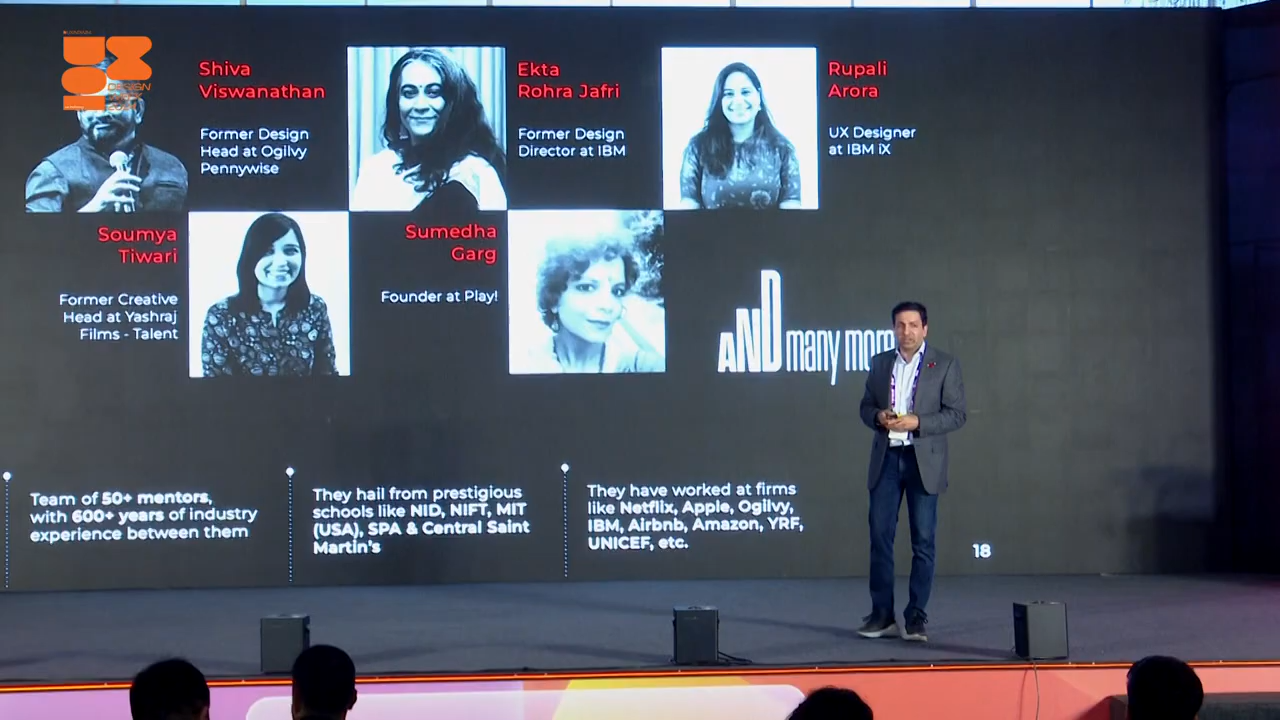 UX
DESIGN
Shiva
Viswanathan
Former Design
Head at Ogilvy
Pennywise
Ekta
Rohra Jafri
Former Design
Director at IBM
Rupali
Arora
UX Designer
at IBM iX
Soumya
Tiwari
Former Creative
Head at Yashraj
Films - Talent
Sumedha
Garg
Founder at Play!
AND many more
Team of 50+ mentors,
with 600+ years of industry
experience between them
They hail from prestigious
schools like NID, NIFT, MIT
(USA), SPA & Central Saint
Martin's
They have worked at firms
like Netflix, Apple, Ogilvy,
IBM, Airbnb, Amazon, YRF,
UNICEF, etc.
18